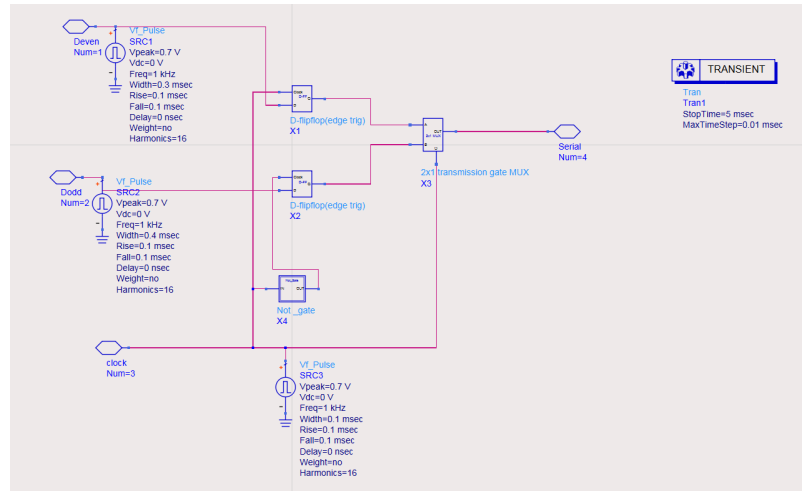 Deven
Num=1
Vf_Pulse
SRC1
Vpeak=0.7 V
Vdc=0 V
Freq=1 kHz
Width=0.3 msec
Rise=0.1 msec
Fall=0.1 msec
Delay=0 nsec
Weight=no
Harmonics=16
D-flipflop(edge trig)
X1
OUT
2x1 MUX
2x1 transmission gate MUX
X3
Serial
Num=4
TRANSIENT
Tran
Tran1
StopTime=5 msec
MaxTimeStep=0.01 msec
Dodd
Num=2
Vf_Pulse
SRC2
Vpeak=0.7 V
Vdc=0 V
Freq=1 kHz
Width=0.4 msec
Rise=0.1 msec
Fall=0.1 msec
Delay=0 nsec
Weight=no
Harmonics=16
D-flipflop(edge trig)
X2
OUT
Not _gate
X4
clock
Num=3
Vf_Pulse
SRC3
Vpeak=0.7 V
Vdc=0 V
Freq=1 kHz
Width=0.1 msec
Rise=0.1 msec
Fall=0.1 msec
Delay=0 nsec
Weight=no
Harmonics=16